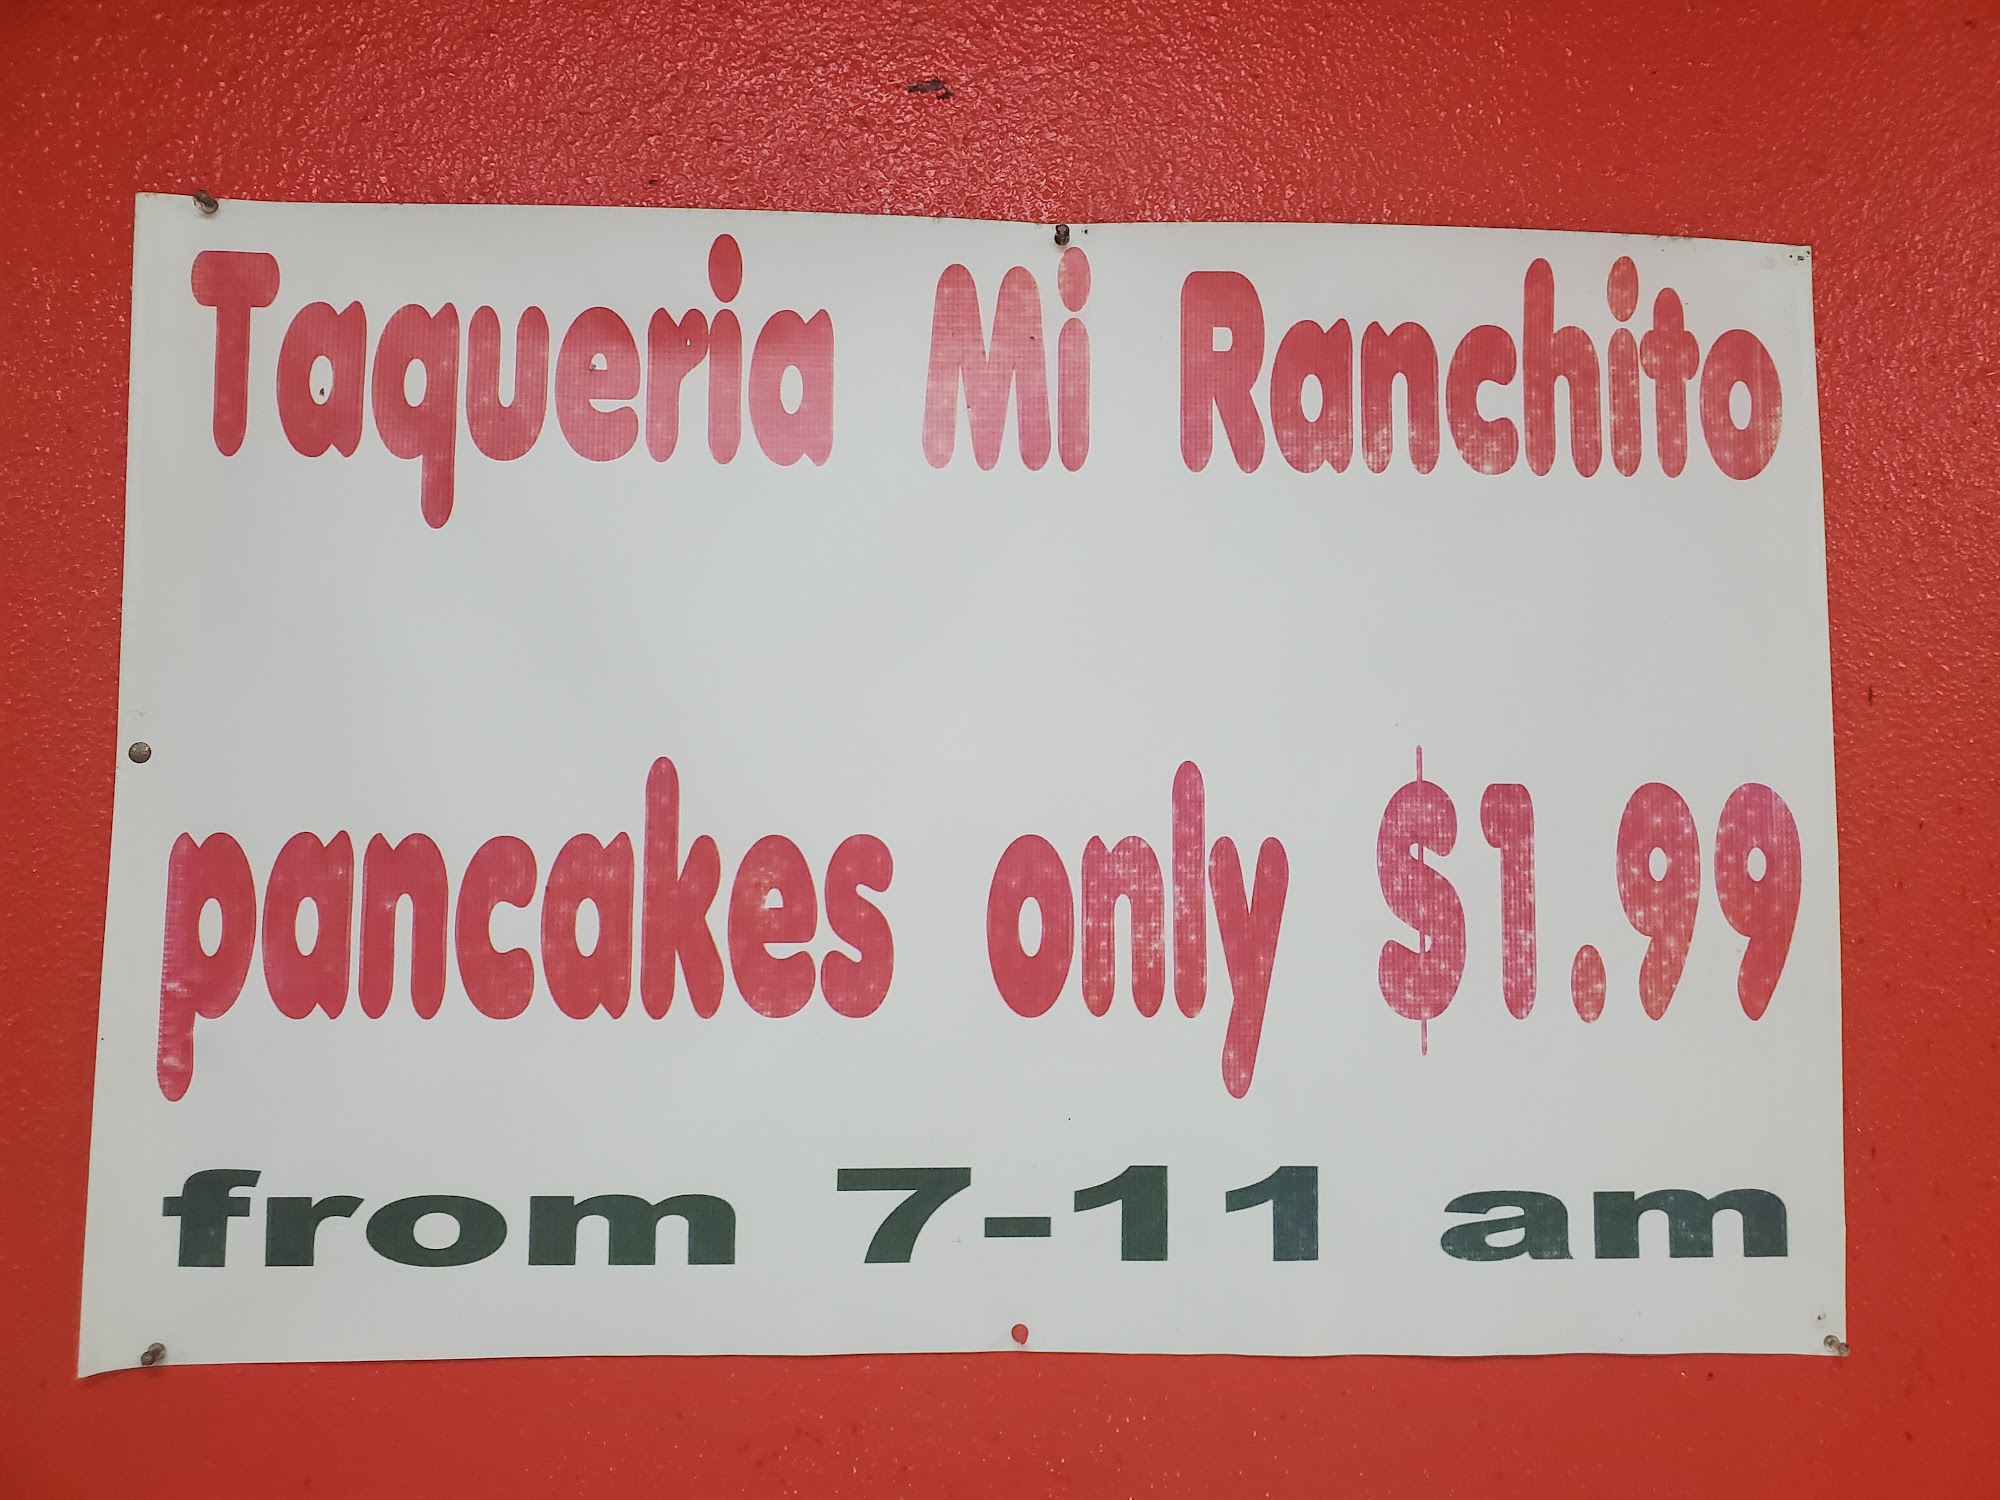 Taqueria Mi Ranchito
pancakes only $1.99
from 7-11 am